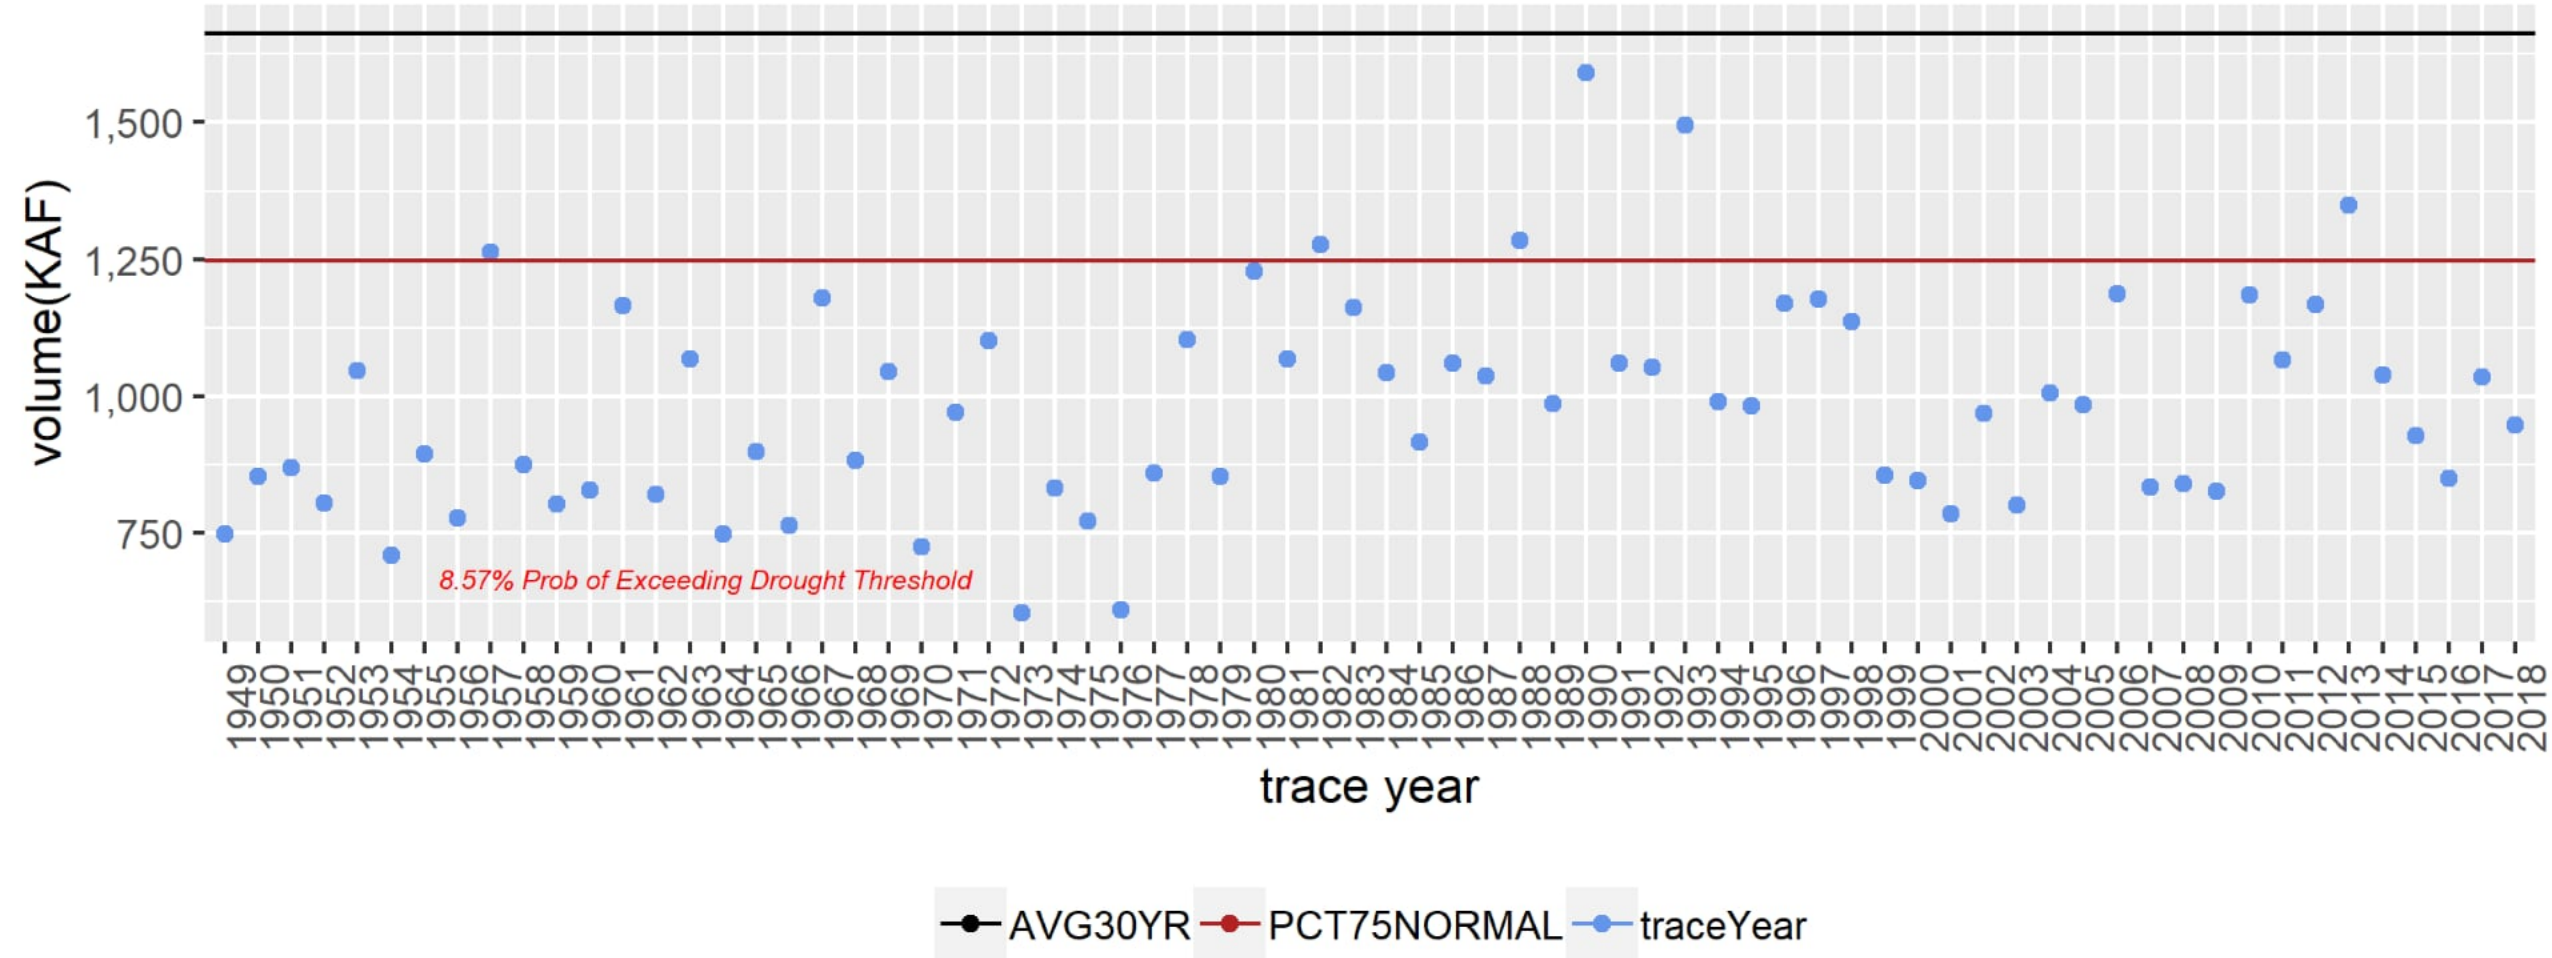 1,500
1,250
1,000
750
volume(KAF)
8.57% Prob of Exceeding Drought Threshold
1949 1950 1951 1952 1953 1954 1955 1956 1957 1958 1959 1960 1961 1962 1963 1964 1965 1966 1967 1968 1969 1970 1971 1972 1973 1974 1975 1976 1977 1978 1979 1980 1981 1982 1983 1984 1985 1986 1987 1988 1989 1990 1991 1992 1993 1994 1995 1996 1997 1998 1999 2000 2001 2002 2003 2004 2005 2006 2007 2008 2009 2010 2011 2012 2013 2014 2015 2016 2017 2018
trace year
AVG30YR PCT75NORMAL traceYear